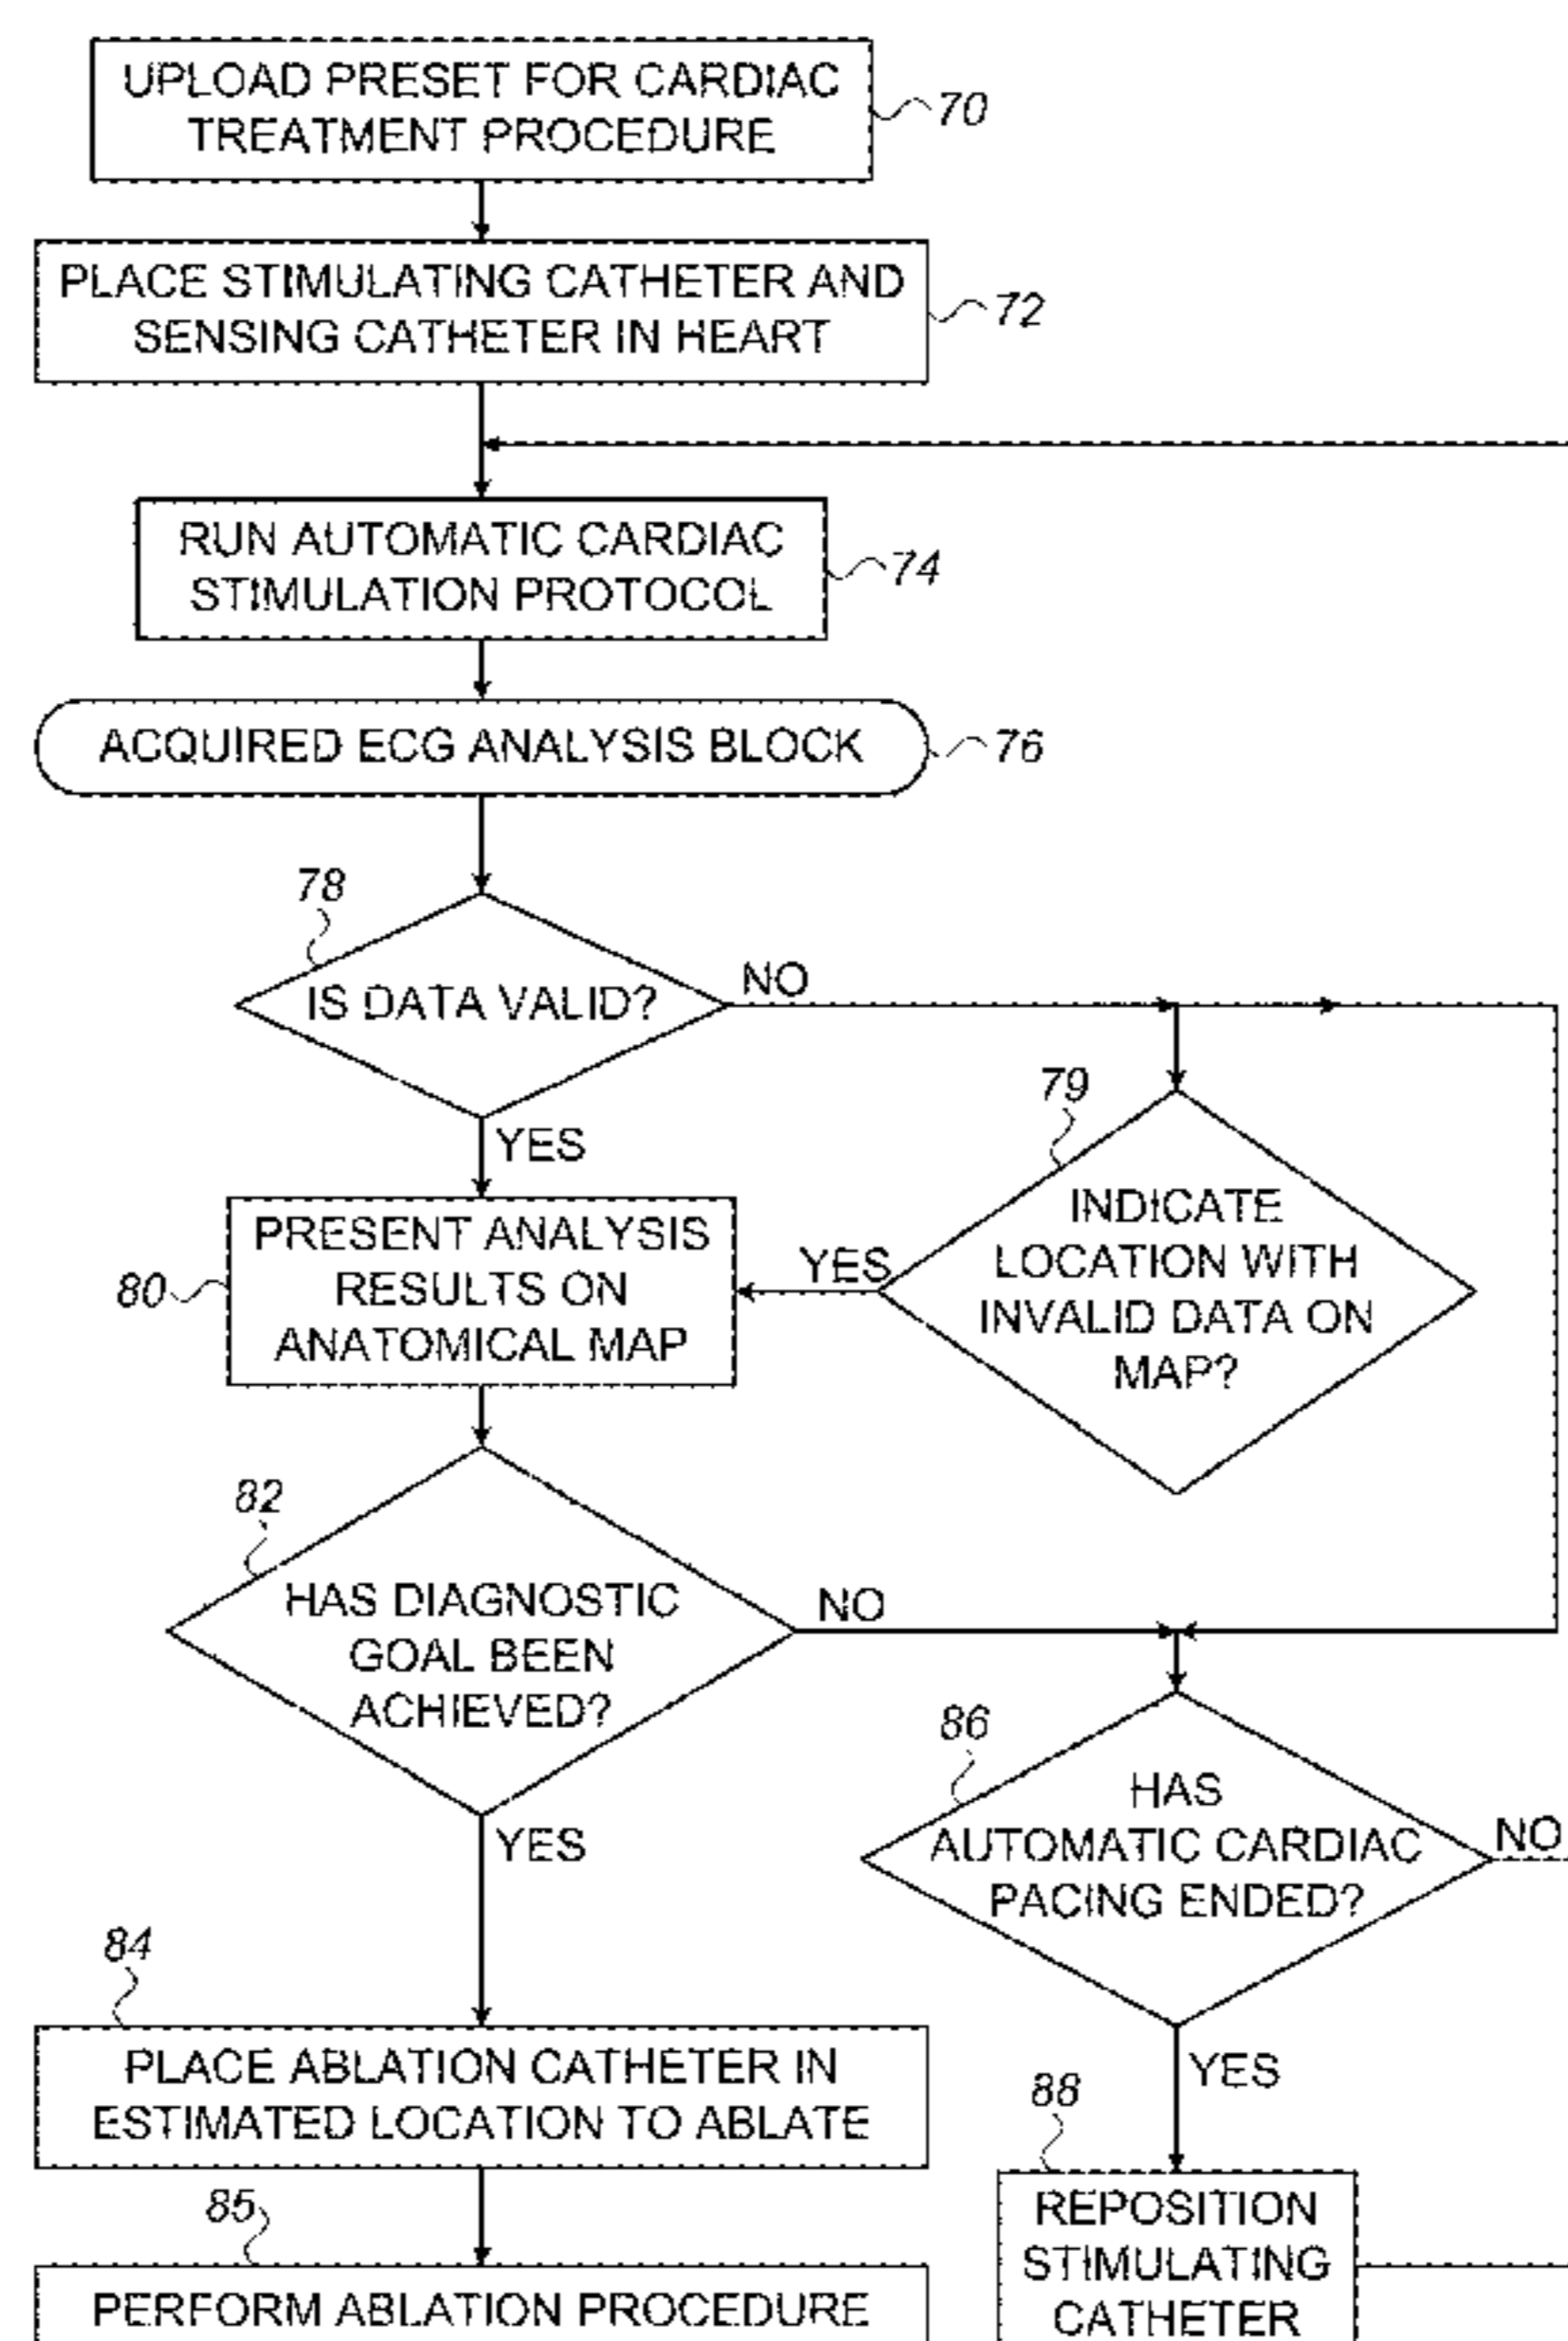 UPLOAD PRESET FOR CARDIAC
TREATMENT PROCEDURE
70
PLACE STIMULATING CATHETER AND
SENSING CATHETER IN HEART
72
RUN AUTOMATIC CARDIAC
STIMULATION PROTOCOL
74
ACQUIRED ECG ANALYSIS BLOCK
76
78
IS DATA VALID?
NO
YES
79
INDICATE
LOCATION WITH
INVALID DATA ON
MAP?
YES
80
PRESENT ANALYSIS
RESULTS ON
ANATOMICAL MAP
82
HAS DIAGNOSTIC
GOAL BEEN
ACHIEVED?
NO
YES
86
HAS
AUTOMATIC CARDIAC
PACING ENDED?
NO
YES
84
PLACE ABLATION CATHETER IN
ESTIMATED LOCATION TO ABLATE
85
PERFORM ABLATION PROCEDURE
88
REPOSITION
STIMULATING
CATHETER